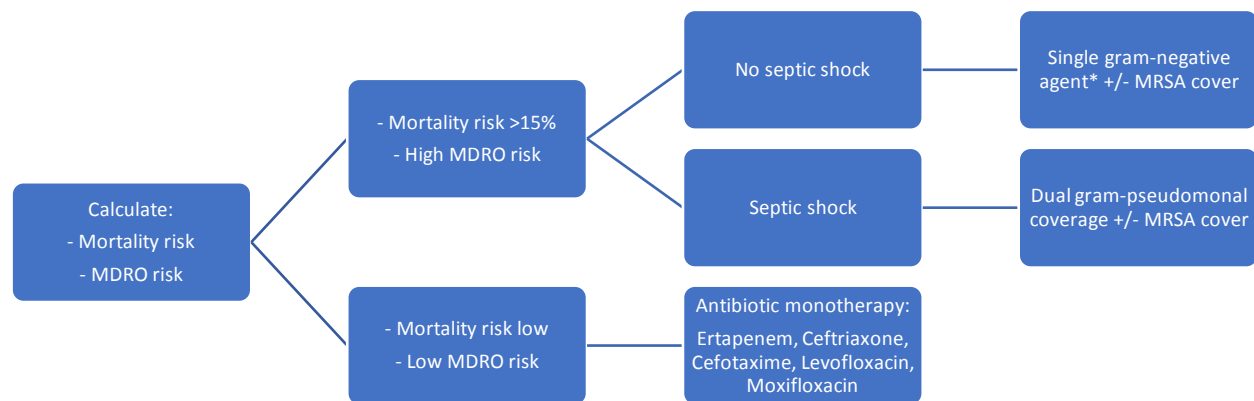 Calculate:
- Mortality risk
- MDRO risk
- Mortality risk >15%
- High MDRO risk
No septic shock
Single gram-negative
agent* +/- MRSA cover
Septic shock
Dual gram-pseudomonal
coverage +/- MRSA cover
- Mortality risk low
- Low MDRO risk
Antibiotic monotherapy:
Ertapenem, Ceftriaxone,
Cefotaxime, Levofloxacin,
Moxifloxacin